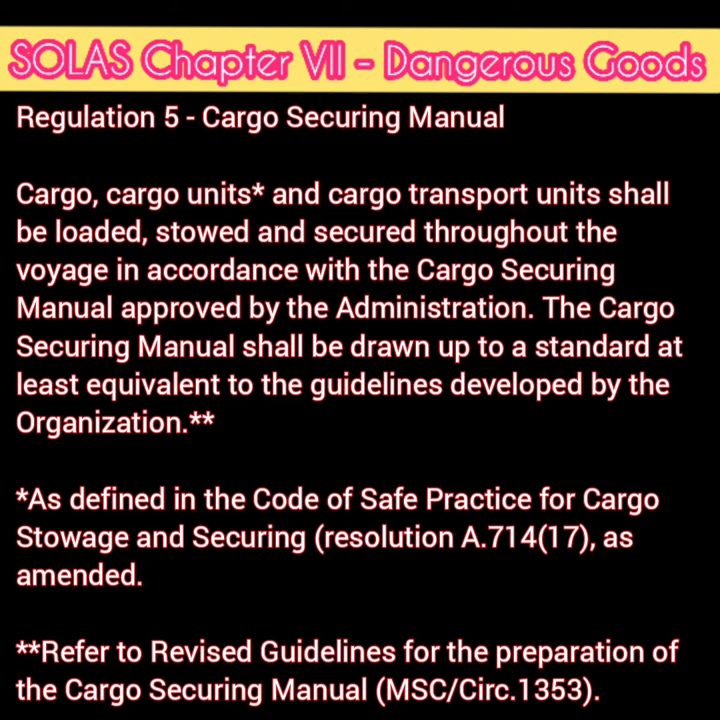 SOLAS Chapter VII - Dangerous Goods
Regulation 5 - Cargo Securing Manual
Cargo, cargo units* and cargo transport units shall
be loaded, stowed and secured throughout the
voyage in accordance with the Cargo Securing
Manual approved by the Administration. The Cargo
Securing Manual shall be drawn up to a standard at
least equivalent to the guidelines developed by the
Organization.**
*As defined in the Code of Safe Practice for Cargo
Stowage and Securing (resolution A.714(17), as
amended.
**Refer to Revised Guidelines for the preparation of
the Cargo Securing Manual (MSC/Circ.1353).